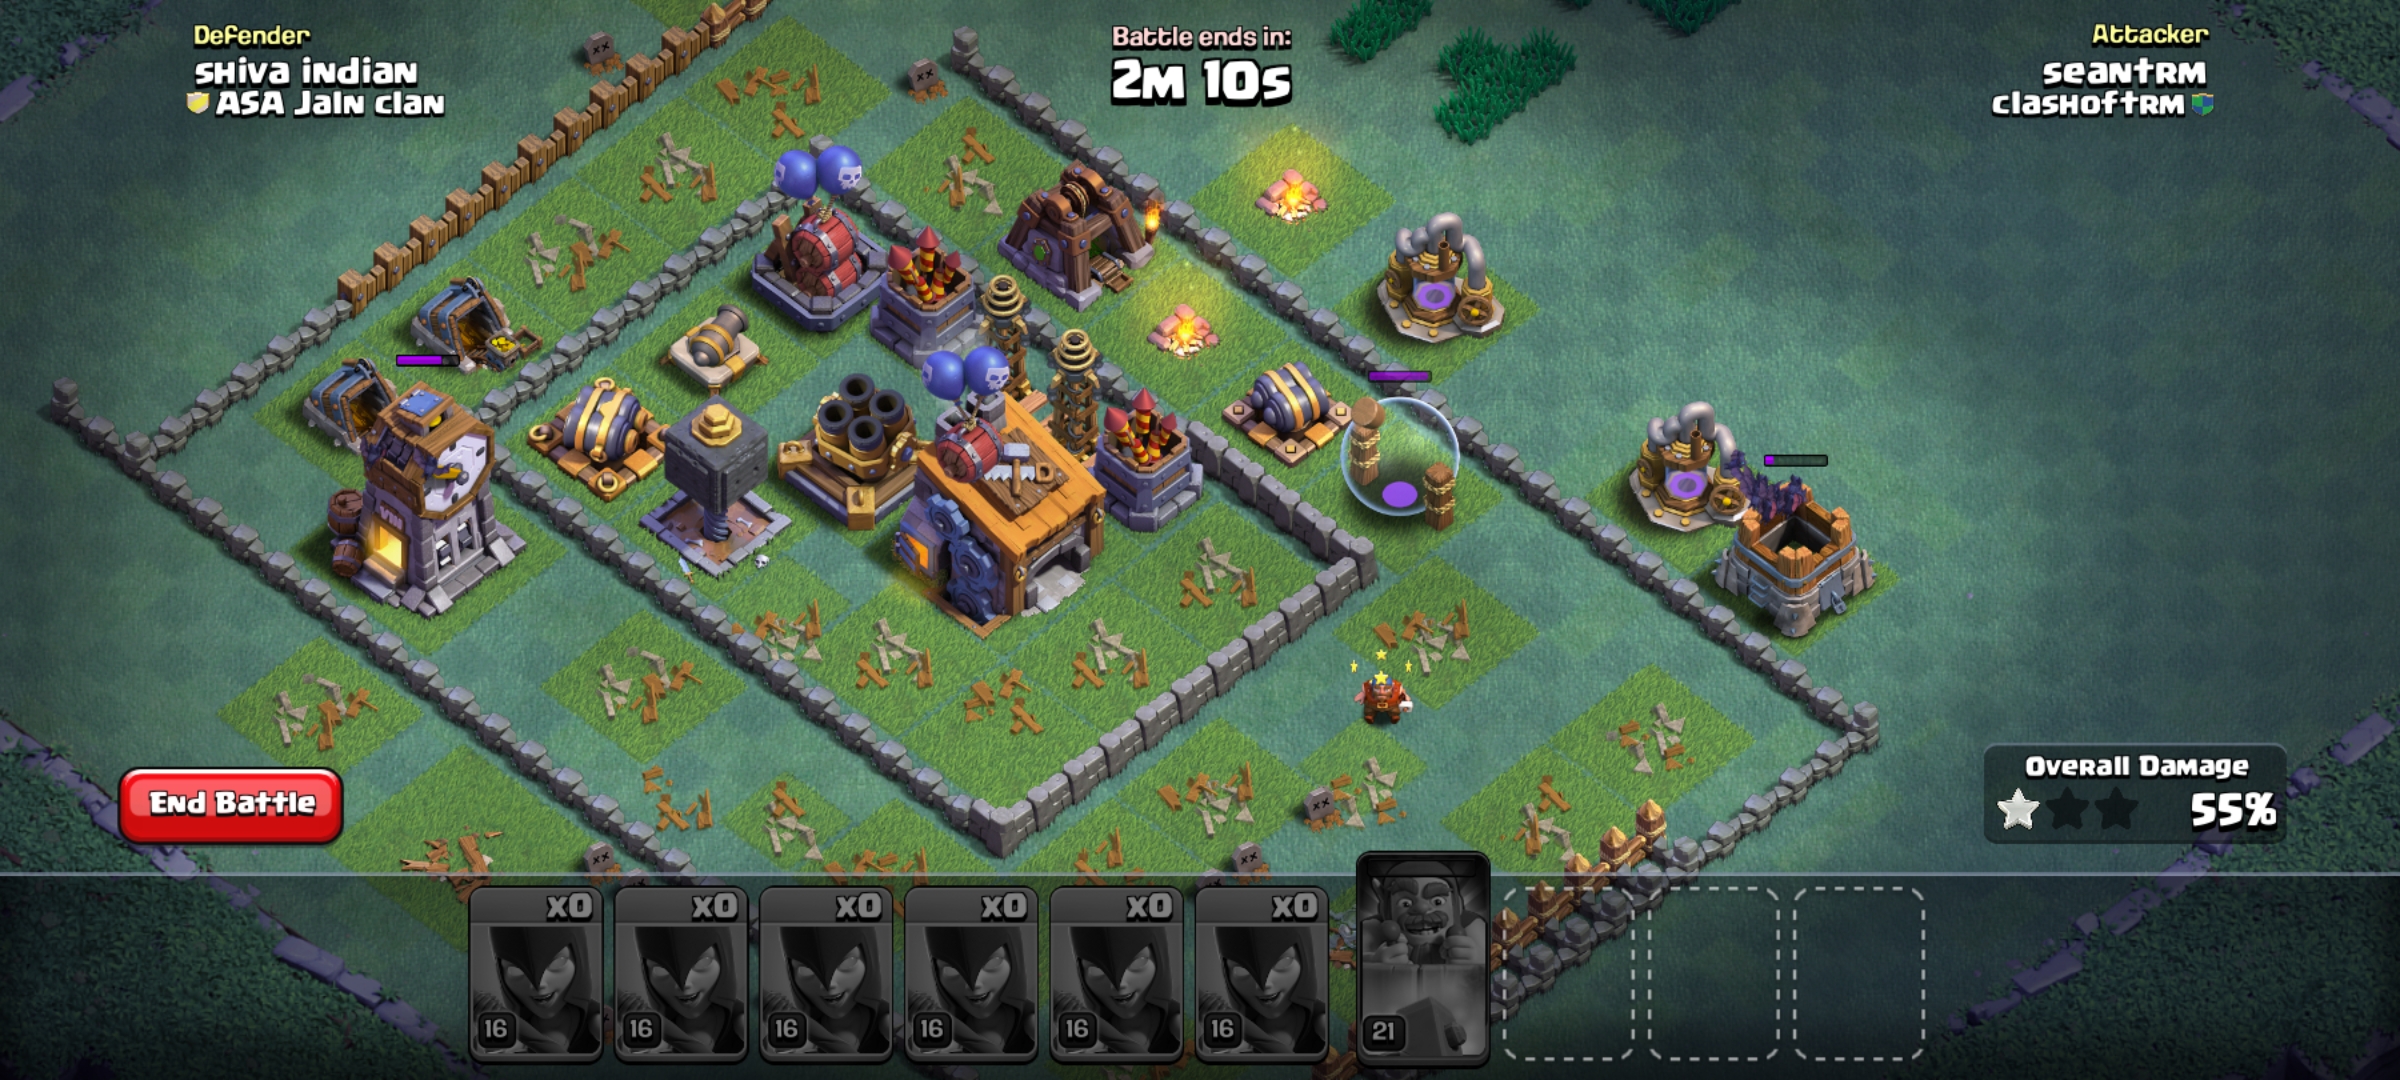 Defender
shiva indian
ASA Jain clan
Battle ends in:
2m 10s
Attacker
seantrm
clashoftrm
VIII
End Battle
Overall Damage
55%
x0
x0
x0
x0
x0
x0
16
16
16
16
16
16
21